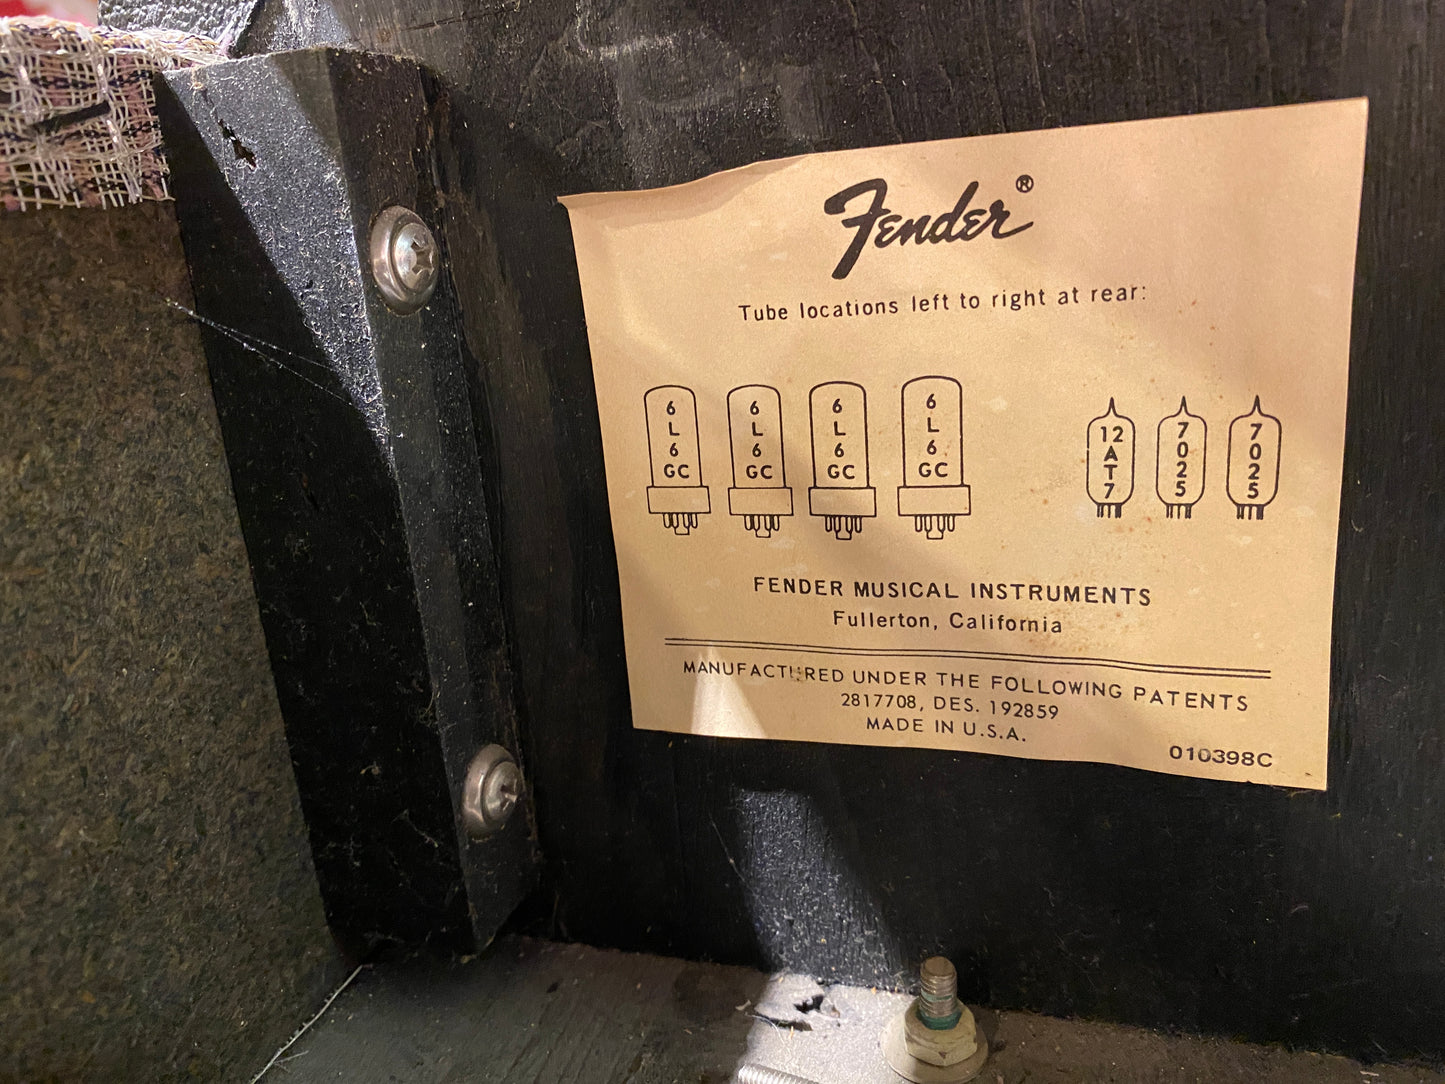 Fender®
Tube locations left to right at rear:
6 L 6 GC
6 L 6 GC
6 L 6 GC
6 L 6 GC
12 A T 7
7 0 2 5
7 0 2 5
FENDER MUSICAL INSTRUMENTS
Fullerton, California
MANUFACTURED UNDER THE FOLLOWING PATENTS
2817708, DES. 192859
MADE IN U.S.A.
010398C